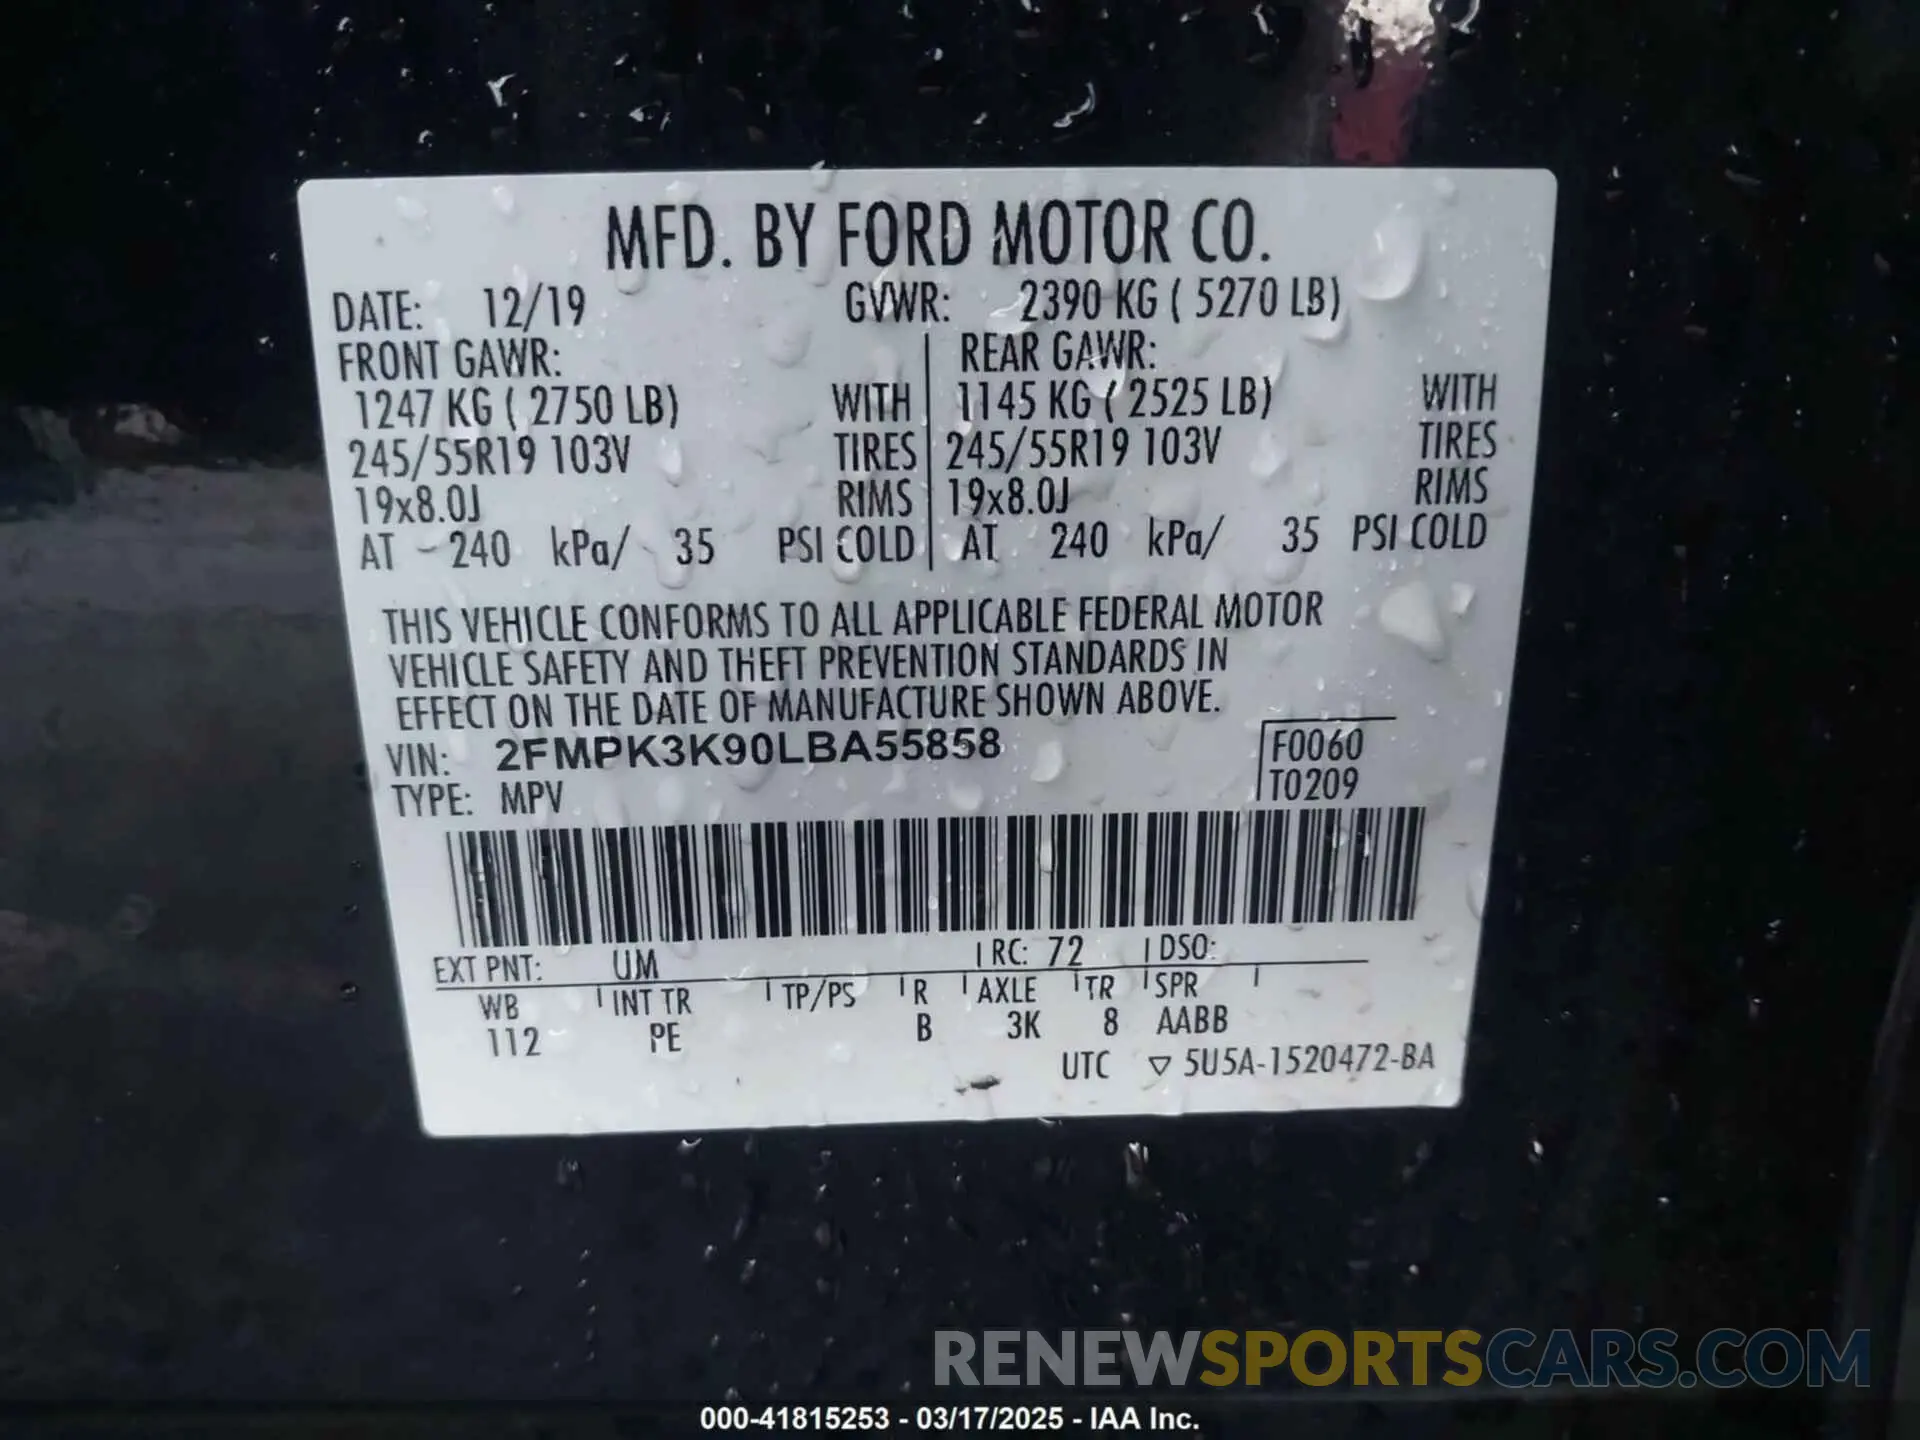 MFD. BY FORD MOTOR CO.
DATE: 12/19 GVWR: 2390 KG ( 5270 LB)
FRONT GAWR: REAR GAWR:
1247 KG ( 2750 LB) WITH 1145 KG ( 2525 LB) WITH
245/55R19 103V TIRES 245/55R19 103V TIRES
19x8.0J RIMS 19x8.0J RIMS
AT 240 kPa/ 35 PSI COLD AT 240 kPa/ 35 PSI COLD
THIS VEHICLE CONFORMS TO ALL APPLICABLE FEDERAL MOTOR
VEHICLE SAFETY AND THEFT PREVENTION STANDARDS IN
EFFECT ON THE DATE OF MANUFACTURE SHOWN ABOVE.
VIN: 2FMPK3K90LBA55858 F0060
TYPE: MPV T0209
EXT PNT: UM RC: 72 DSO:
WB INT TR TP/PS R AXLE TR SPR
112 PE B 3K 8 AABB
UTC ▽ 5U5A-1520472-BA
RENEWSPORTSCARS.COM
000-41815253 - 03/17/2025 - IAA Inc.